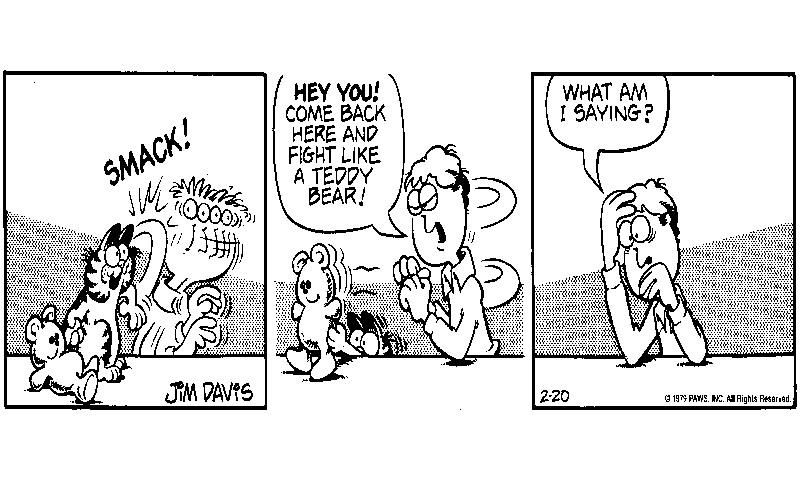 SMACK!
JIM DAVIS
HEY YOU!
COME BACK
HERE AND
FIGHT LIKE
A TEDDY
BEAR!
WHAT AM
I SAYING?
2-20
© 1979 PAWS, INC. All Rights Reserved.